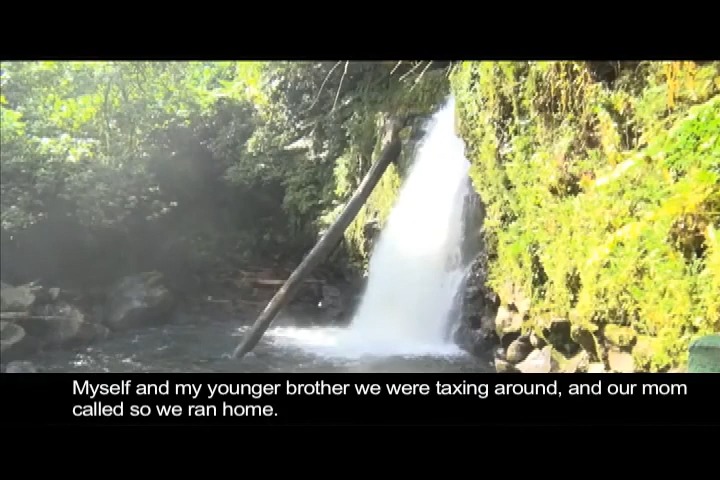 Myself and my younger brother we were taxing around, and our mom
called so we ran home.